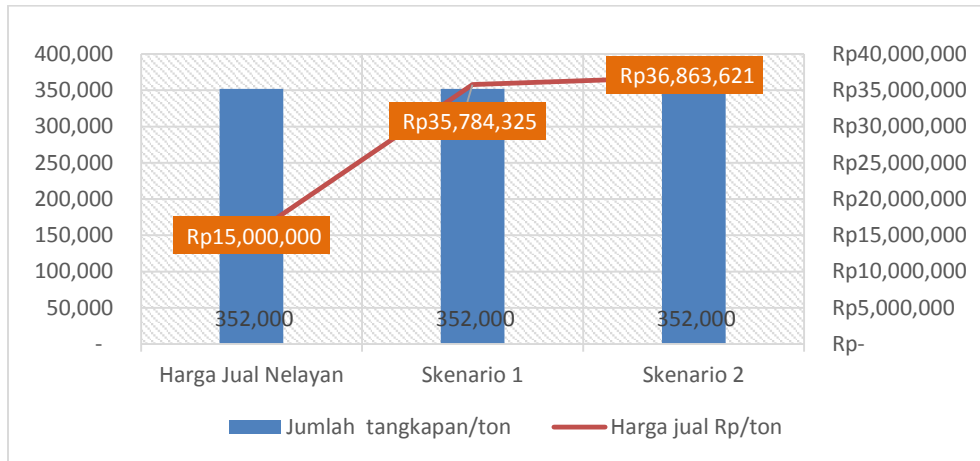 400,000
350,000
300,000
250,000
200,000
150,000
100,000
50,000
-
Rp40,000,000
Rp35,000,000
Rp30,000,000
Rp25,000,000
Rp20,000,000
Rp15,000,000
Rp10,000,000
Rp5,000,000
Rp-
Rp15,000,000
Rp35,784,325
Rp36,863,621
352,000
352,000
352,000
Harga Jual Nelayan
Skenario 1
Skenario 2
Jumlah tangkapan/ton
Harga jual Rp/ton